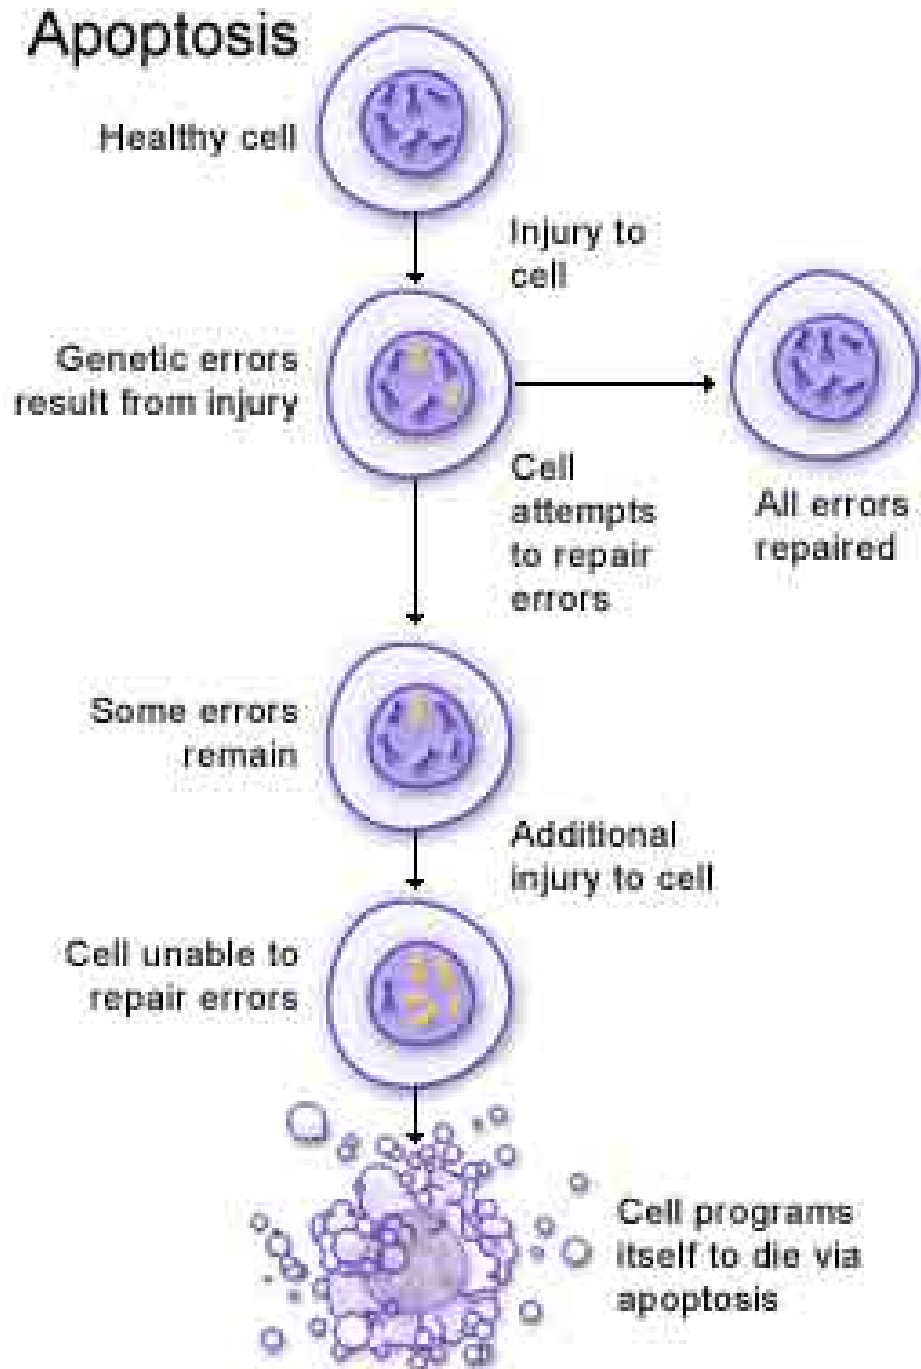 Apoptosis
Healthy cell
Injury to
cell
Genetic errors
result from injury
Cell
attempts
to repair
errors
All errors
repaired
Some errors
remain
Additional
injury to cell
Cell unable to
repair errors
Cell programs
itself to die via
apoptosis